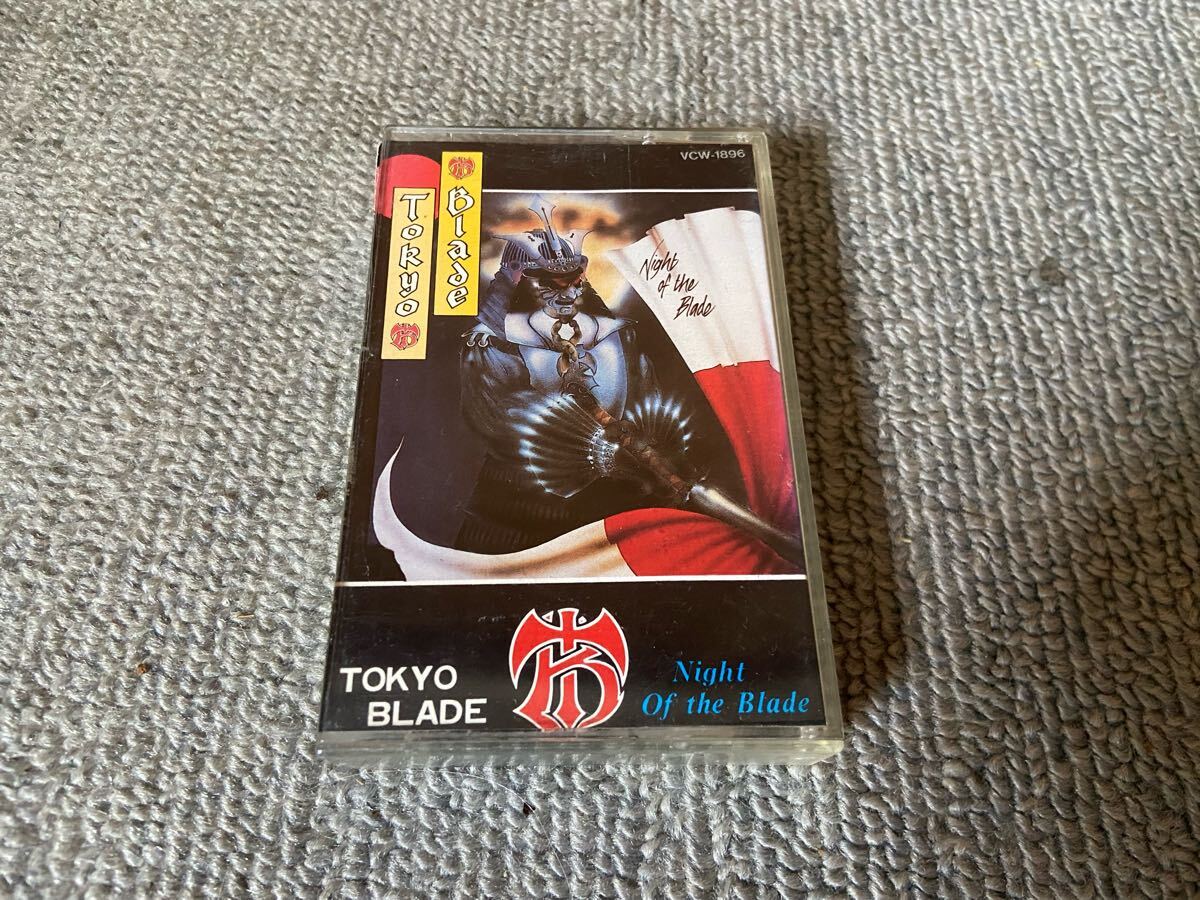 VCW-1896
Tokyo
Blade
Night
of the
Blade
TOKYO
BLADE
Night
Of the Blade